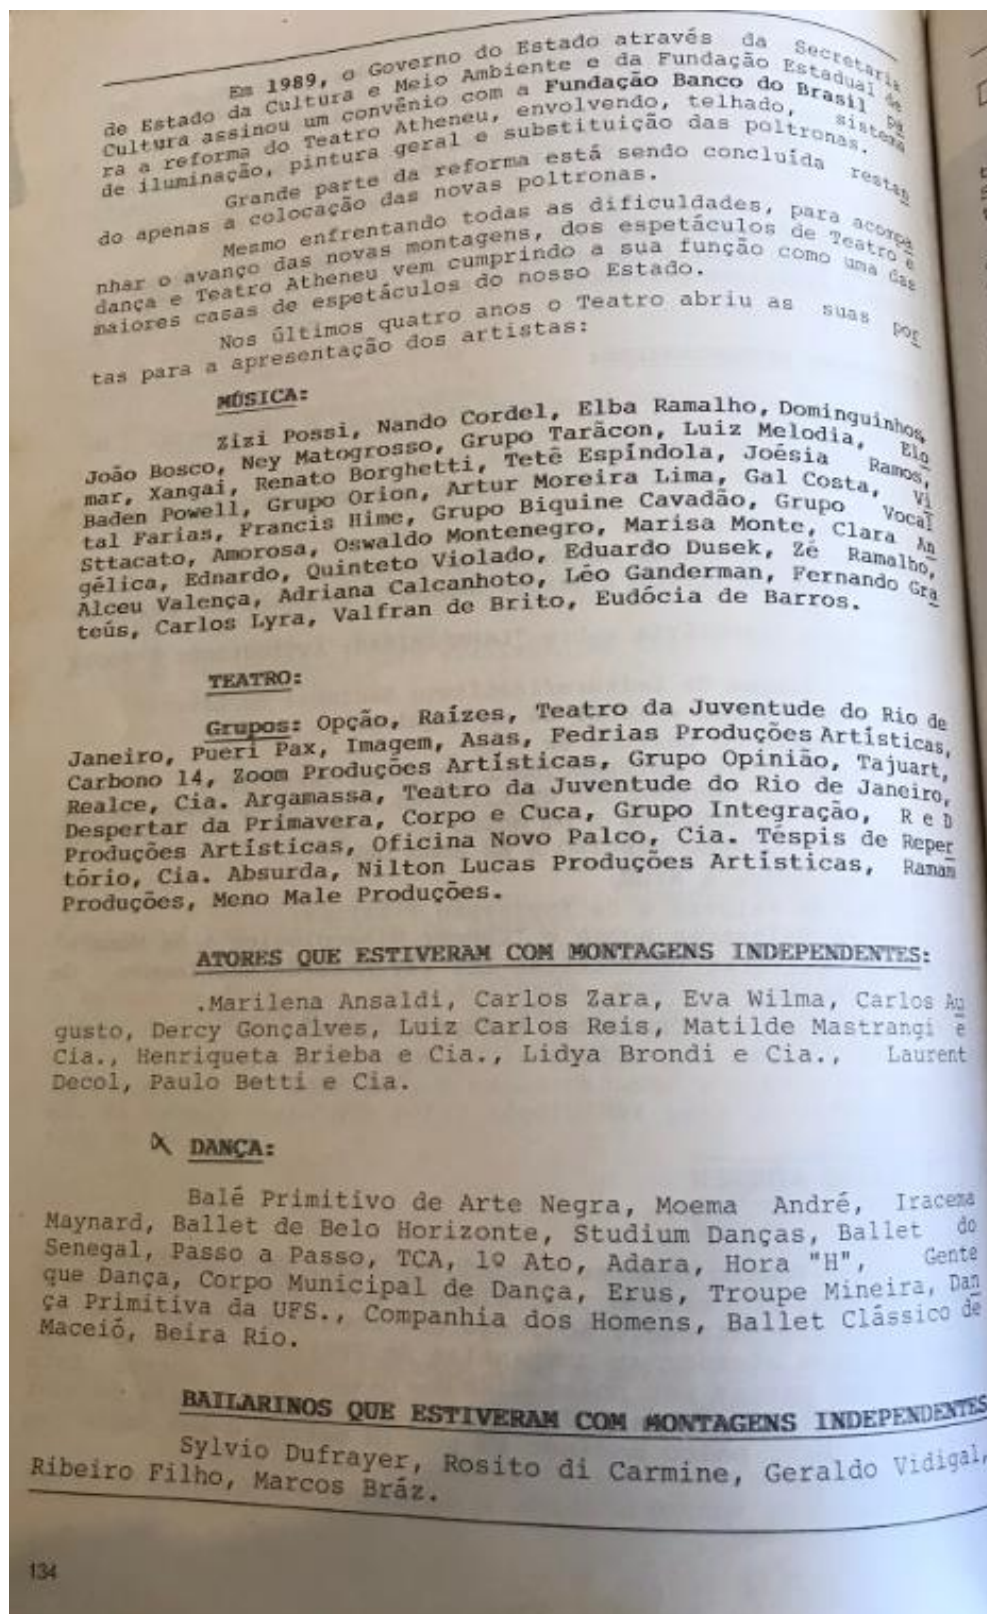 Em 1989, o Governo do Estado através da Secretaria
de Estado da Cultura e Meio Ambiente e da Fundação Estadual de
Cultura assinou um convênio com a Fundação Banco do Brasil pa
ra a reforma do Teatro Atheneu, envolvendo, telhado, sistema
de iluminação, pintura geral e substituição das poltronas.
Grande parte da reforma está sendo concluída restan
do apenas a colocação das novas poltronas.
Mesmo enfrentando todas as dificuldades, para acompa
nhar o avanço das novas montagens, dos espetáculos de Teatro e
dança e Teatro Atheneu vem cumprindo a sua função como uma das
maiores casas de espetáculos do nosso Estado.
Nos últimos quatro anos o Teatro abriu as suas por
tas para a apresentação dos artistas:
MÚSICA:
Zizi Possi, Nando Cordel, Elba Ramalho, Dominguinhos,
João Bosco, Ney Matogrosso, Grupo Tarãcon, Luiz Melodia, Elo
mar, Xangai, Renato Borghetti, Tetê Espíndola, Joésia Ramos,
Baden Powell, Grupo Orion, Artur Moreira Lima, Gal Costa, Vi
tal Farias, Francis Hime, Grupo Biquine Cavadão, Grupo Vocal
Sttacato, Amorosa, Oswaldo Montenegro, Marisa Monte, Clara An
gélica, Ednardo, Quinteto Violado, Eduardo Dusek, Zé Ramalho,
Alceu Valença, Adriana Calcanhoto, Léo Ganderman, Fernando Gra
teús, Carlos Lyra, Valfran de Brito, Eudócia de Barros.
TEATRO:
Grupos: Opção, Raízes, Teatro da Juventude do Rio de
Janeiro, Pueri Pax, Imagem, Asas, Fedrias Produções Artísticas,
Carbono 14, Zoom Produções Artísticas, Grupo Opinião, Tajuart,
Realce, Cia. Argamassa, Teatro da Juventude do Rio de Janeiro,
Despertar da Primavera, Corpo e Cuca, Grupo Integração, R e D
Produções Artísticas, Oficina Novo Palco, Cia. Téspis de Reper
tório, Cia. Absurda, Nilton Lucas Produções Artísticas, Raman
Produções, Meno Male Produções.
ATORES QUE ESTIVERAM COM MONTAGENS INDEPENDENTES:
.Marilena Ansaldi, Carlos Zara, Eva Wilma, Carlos Au
gusto, Dercy Gonçalves, Luiz Carlos Reis, Matilde Mastrangi e
Cia., Henriqueta Brieba e Cia., Lidya Brondi e Cia., Laurent
Decol, Paulo Betti e Cia.
DANÇA:
Balé Primitivo de Arte Negra, Moema André, Iracema
Maynard, Ballet de Belo Horizonte, Studium Danças, Ballet do
Senegal, Passo a Passo, TCA, 1º Ato, Adara, Hora "H", Gente
que Dança, Corpo Municipal de Dança, Erus, Troupe Mineira, Dan
ça Primitiva da UFS., Companhia dos Homens, Ballet Clássico de
Maceió, Beira Rio.
BAILARINOS QUE ESTIVERAM COM MONTAGENS INDEPENDENTES
Sylvio Dufrayer, Rosito di Carmine, Geraldo Vidigal,
Ribeiro Filho, Marcos Bráz.
134